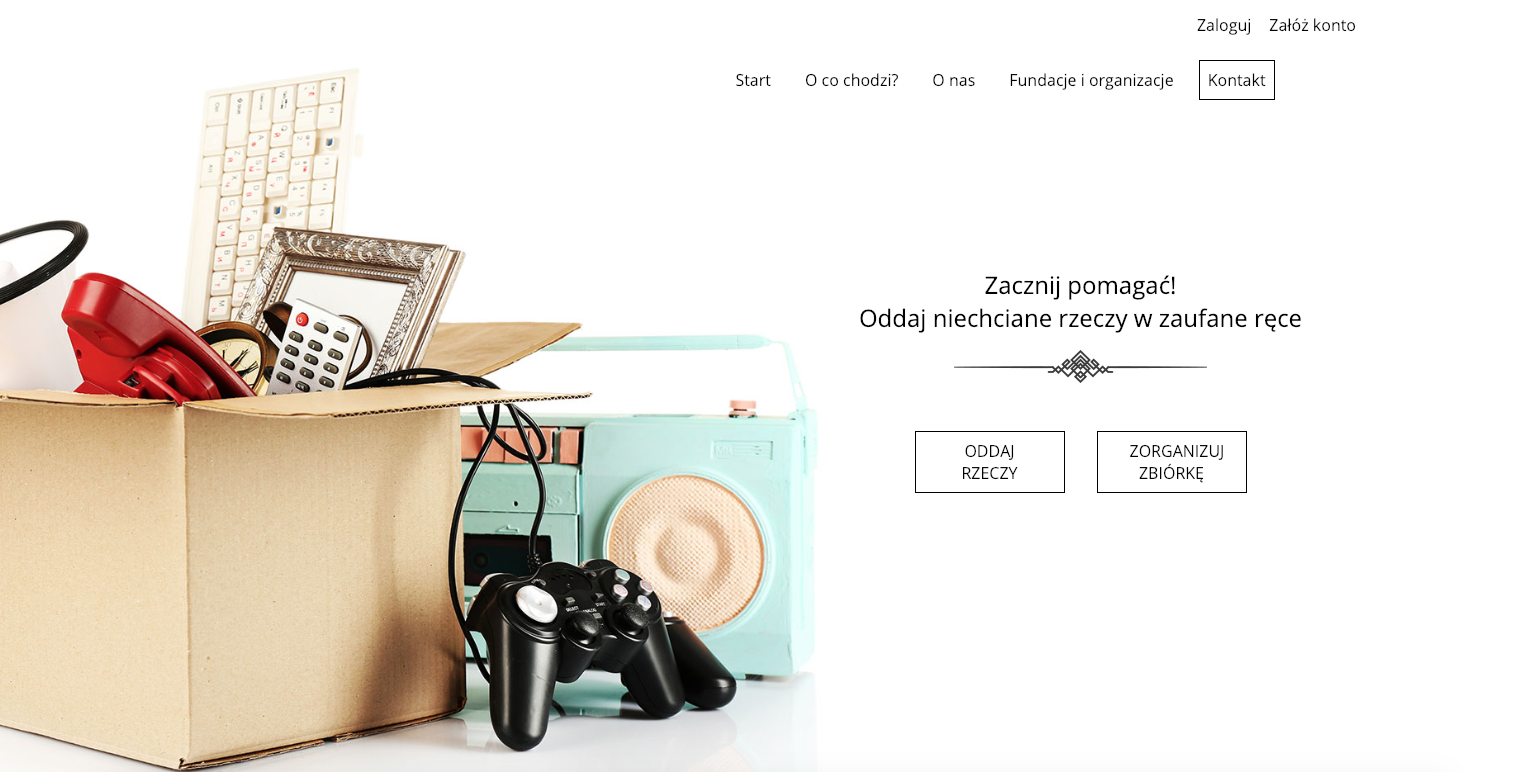 Zaloguj Załóż konto
Start O co chodzi? O nas Fundacje i organizacje Kontakt
Zacznij pomagać!
Oddaj niechciane rzeczy w zaufane ręce
ODDAJ
RZECZY
ZORGANIZUJ
ZBIÓRKĘ